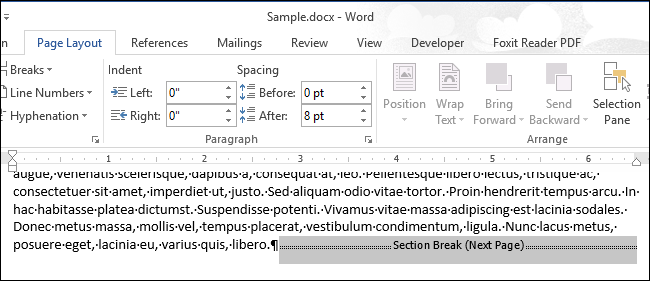 Sample.docx - Word
n Page Layout References Mailings Review View Developer Foxit Reader PDF
Breaks Indent Spacing
Line Numbers Left: 0" Before: 0 pt
Hyphenation Right: 0" After: 8 pt
Position Wrap Text Bring Forward Send Backward Selection Pane
Paragraph Arrange
1 2 3 4 5 6
augue,·venenatis·scelerisque,·dapibus·a,·consequat·at,·leo.·Pellentesque·libero·lectus,·tristique·ac,·
consectetuer·sit·amet,·imperdiet·ut,·justo.·Sed·aliquam·odio·vitae·tortor.·Proin·hendrerit·tempus·arcu.·In·
hac·habitasse·platea·dictumst.·Suspendisse·potenti.·Vivamus·vitae·massa·adipiscing·est·lacinia·sodales.·
Donec·metus·massa,·mollis·vel,·tempus·placerat,·vestibulum·condimentum,·ligula.·Nunc·lacus·metus,·
posuere·eget,·lacinia·eu,·varius·quis,·libero.¶ Section Break (Next Page)